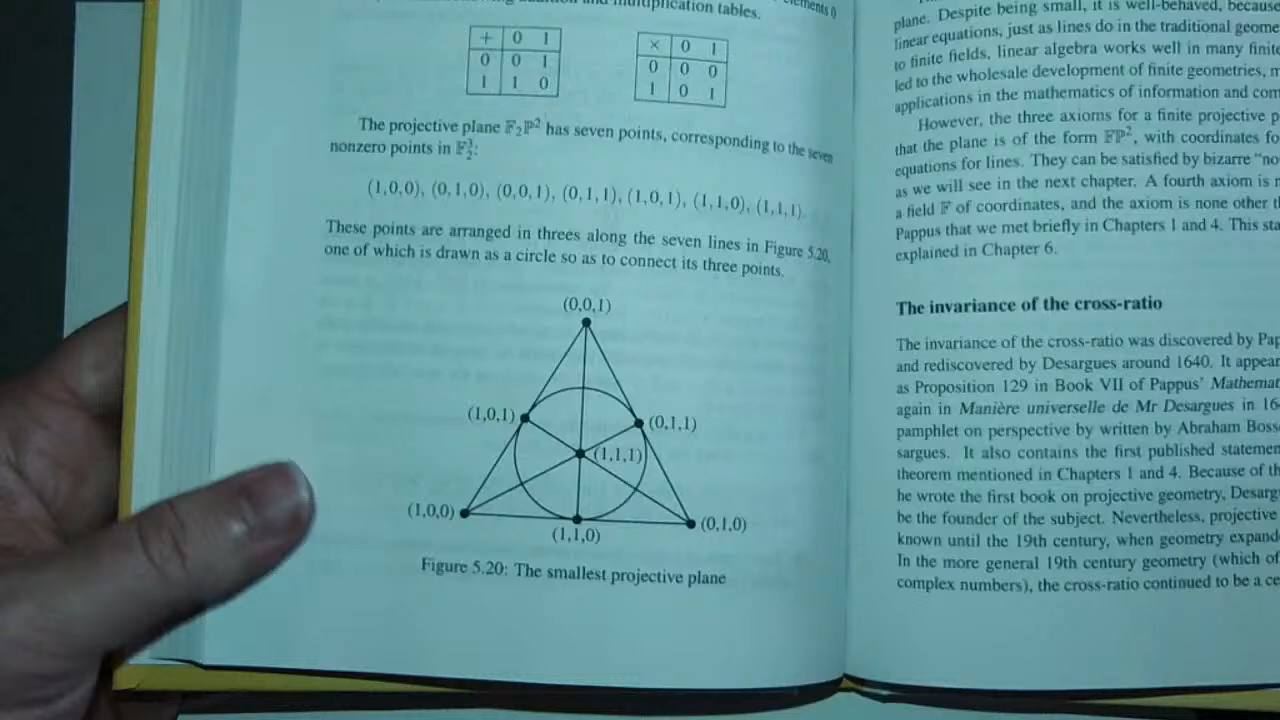 and multiplication tables.
elements 0
+ 0 1
0 0 1
1 1 0
× 0 1
0 0 0
1 0 1
The projective plane 𝔽₂ℙ² has seven points, corresponding to the seven
nonzero points in 𝔽₂³:
(1,0,0), (0,1,0), (0,0,1), (0,1,1), (1,0,1), (1,1,0), (1,1,1).
These points are arranged in threes along the seven lines in Figure 5.20,
one of which is drawn as a circle so as to connect its three points.
(0,0,1)
(1,0,1)
(0,1,1)
(1,1,1)
(1,0,0)
(0,1,0)
(1,1,0)
Figure 5.20: The smallest projective plane
plane. Despite being small, it is well-behaved, because
linear equations, just as lines do in the traditional geome
to finite fields, linear algebra works well in many finite
led to the wholesale development of finite geometries, m
applications in the mathematics of information and com
However, the three axioms for a finite projective p
that the plane is of the form 𝔽ℙ², with coordinates fo
equations for lines. They can be satisfied by bizarre “no
as we will see in the next chapter. A fourth axiom is n
a field 𝔽 of coordinates, and the axiom is none other t
Pappus that we met briefly in Chapters 1 and 4. This sta
explained in Chapter 6.
The invariance of the cross-ratio
The invariance of the cross-ratio was discovered by Pap
and rediscovered by Desargues around 1640. It appear
as Proposition 129 in Book VII of Pappus’ Mathemat
again in Manière universelle de Mr Desargues in 16
pamphlet on perspective by written by Abraham Boss
sargues. It also contains the first published statemen
theorem mentioned in Chapters 1 and 4. Because of th
he wrote the first book on projective geometry, Desarg
be the founder of the subject. Nevertheless, projective
known until the 19th century, when geometry expand
In the more general 19th century geometry (which of
complex numbers), the cross-ratio continued to be a ce